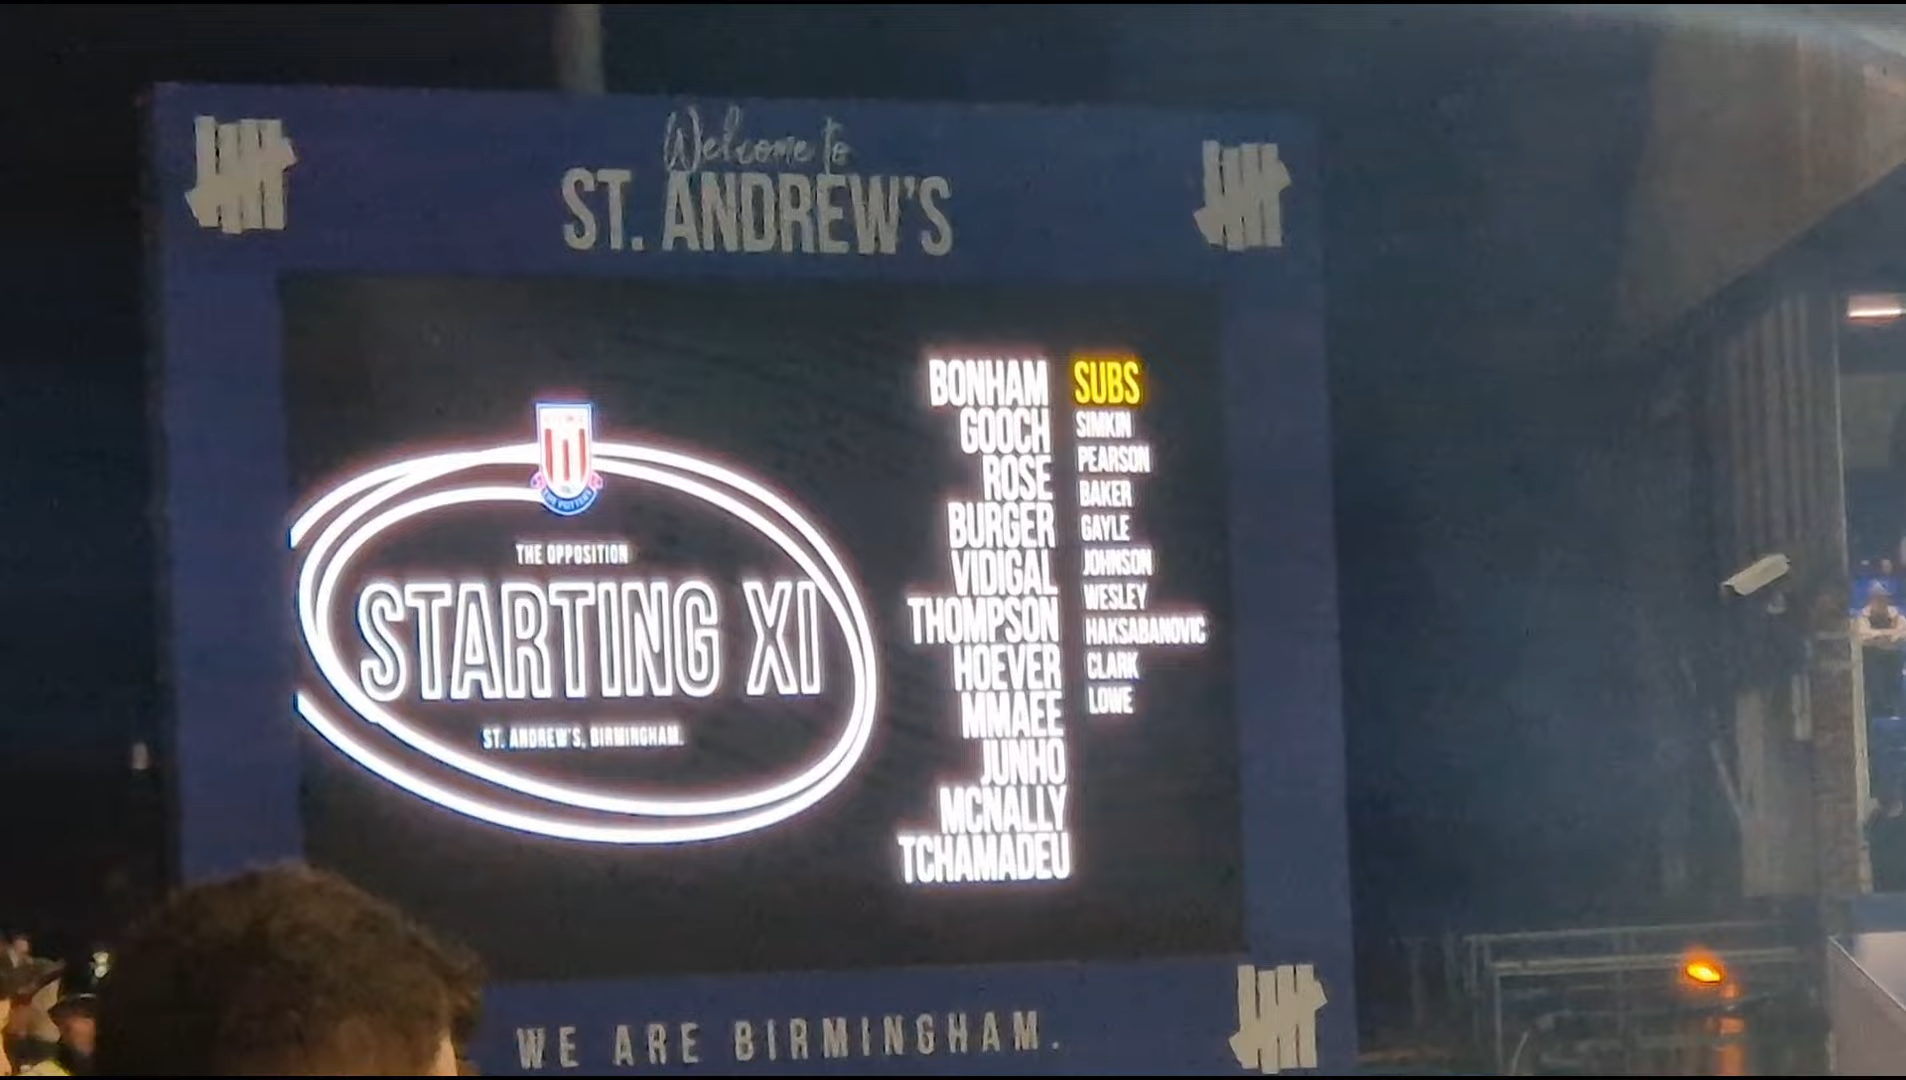 Welcome to
ST. ANDREW'S
THE OPPOSITION
STARTING XI
ST. ANDREW'S, BIRMINGHAM.
BONHAM
GOOCH
ROSE
BURGER
VIDIGAL
THOMPSON
HOEVER
MMAEE
JUNHO
MCNALLY
TCHAMADEU
SUBS
SIMKIN
PEARSON
BAKER
GAYLE
JOHNSON
WESLEY
HAKSABANOVIC
CLARK
LOWE
WE ARE BIRMINGHAM.